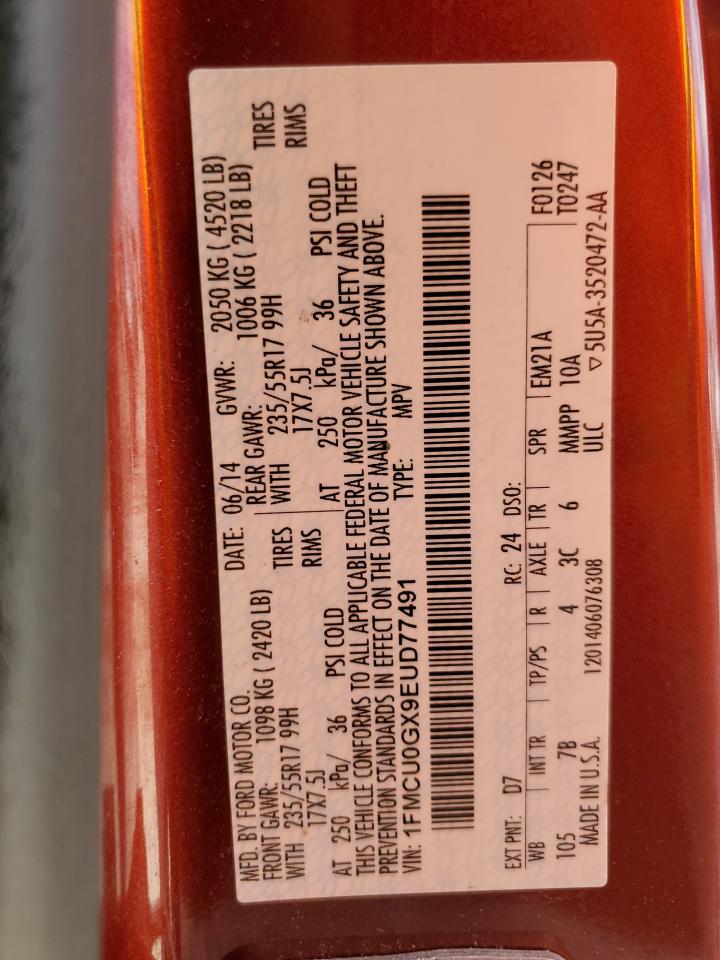 MFD. BY FORD MOTOR CO. DATE: 06/14 GVWR: 2050 KG ( 4520 LB)
FRONT GAWR: 1098 KG ( 2420 LB) REAR GAWR: 1006 KG ( 2218 LB)
WITH 235/55R17 99H TIRES WITH 235/55R17 99H TIRES
17X7.5J RIMS 17X7.5J RIMS
AT 250 kPa/ 36 PSI COLD AT 250 kPa/ 36 PSI COLD
THIS VEHICLE CONFORMS TO ALL APPLICABLE FEDERAL MOTOR VEHICLE SAFETY AND THEFT
PREVENTION STANDARDS IN EFFECT ON THE DATE OF MANUFACTURE SHOWN ABOVE.
VIN: 1FMCU0GX9EUD77491 TYPE: MPV
EXT PNT: D7 RC: 24 DSO: F0126
WB INT TR TP/PS R AXLE TR SPR EM21A T0247
105 7B 4 3C 6 MMPP 10A
MADE IN U.S.A. 1201406076308 ULC ▽5U5A-3520472-AA